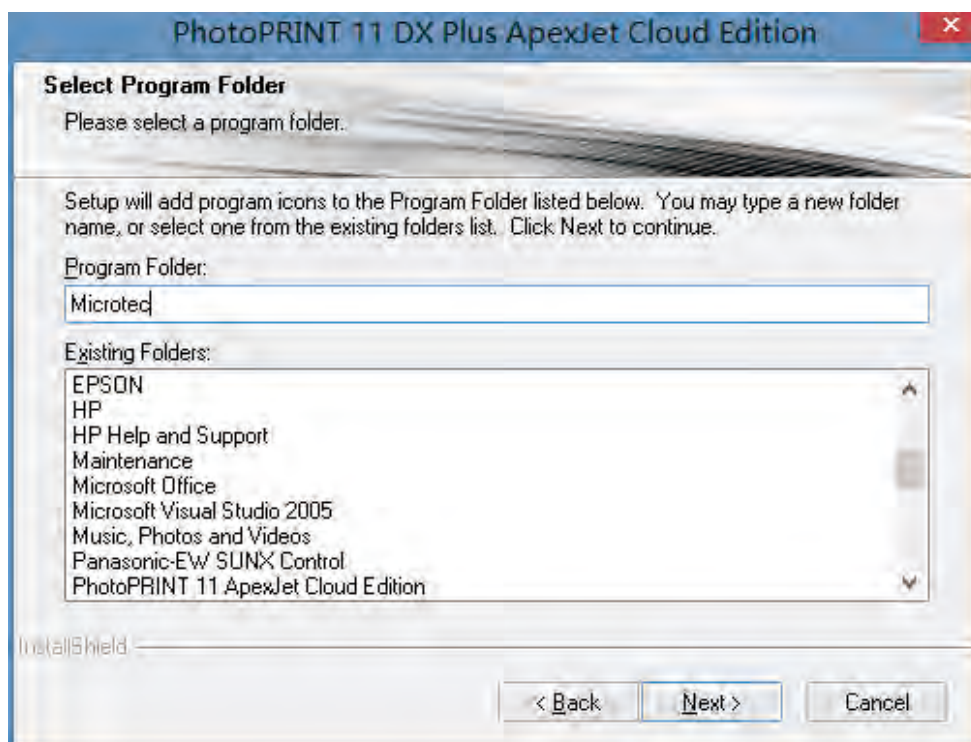 PhotoPRINT 11 DX Plus ApexJet Cloud Edition
Select Program Folder
Please select a program folder.
Setup will add program icons to the Program Folder listed below. You may type a new folder
name, or select one from the existing folders list. Click Next to continue.
Program Folder:
Microtec
Existing Folders:
EPSON
HP
HP Help and Support
Maintenance
Microsoft Office
Microsoft Visual Studio 2005
Music, Photos and Videos
Panasonic-EW SUNX Control
PhotoPRINT 11 ApexJet Cloud Edition
InstallShield
< Back Next > Cancel